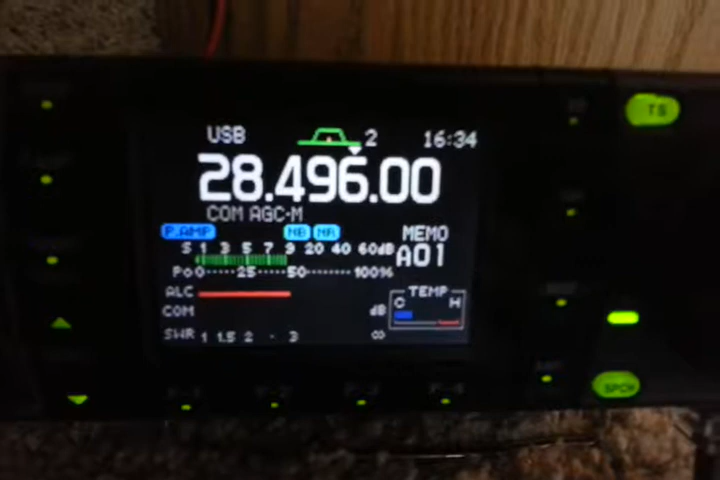 TS
USB 2 16:34
28.496.00
COM AGC-M
P.AMP NB NR MEMO
S 1 3 5 7 9 20 40 60dB A01
Po 0 25 50 100%
ALC TEMP
C H
COM dB
SWR 1 1.5 2 3 ∞
SPCH